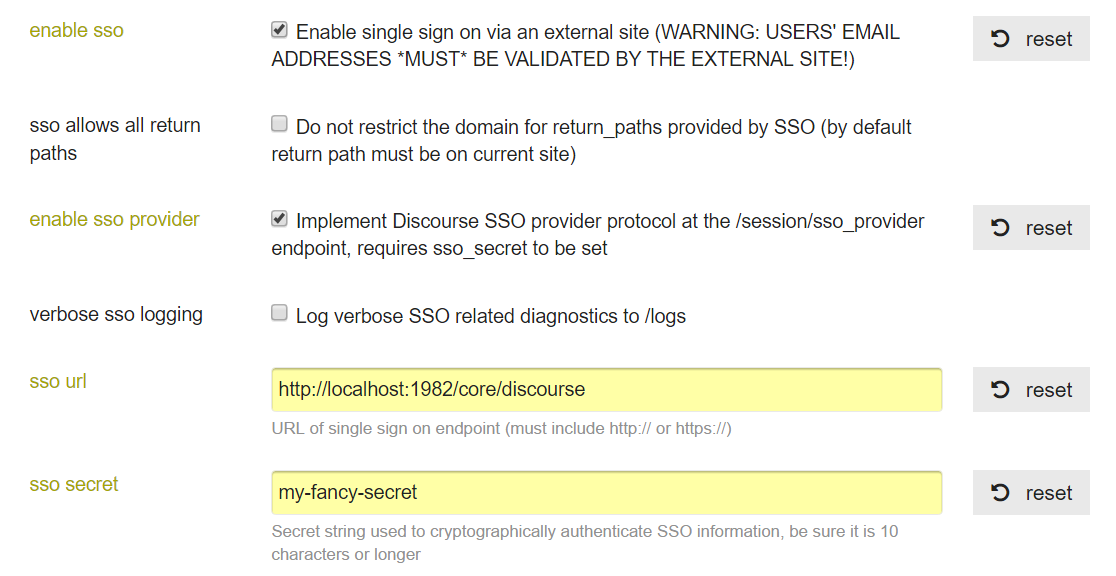 enable sso
Enable single sign on via an external site (WARNING: USERS' EMAIL
ADDRESSES *MUST* BE VALIDATED BY THE EXTERNAL SITE!)
reset
sso allows all return
paths
Do not restrict the domain for return_paths provided by SSO (by default
return path must be on current site)
enable sso provider
Implement Discourse SSO provider protocol at the /session/sso_provider
endpoint, requires sso_secret to be set
reset
verbose sso logging
Log verbose SSO related diagnostics to /logs
sso url
http://localhost:1982/core/discourse
reset
URL of single sign on endpoint (must include http:// or https://)
sso secret
my-fancy-secret
reset
Secret string used to cryptographically authenticate SSO information, be sure it is 10
characters or longer